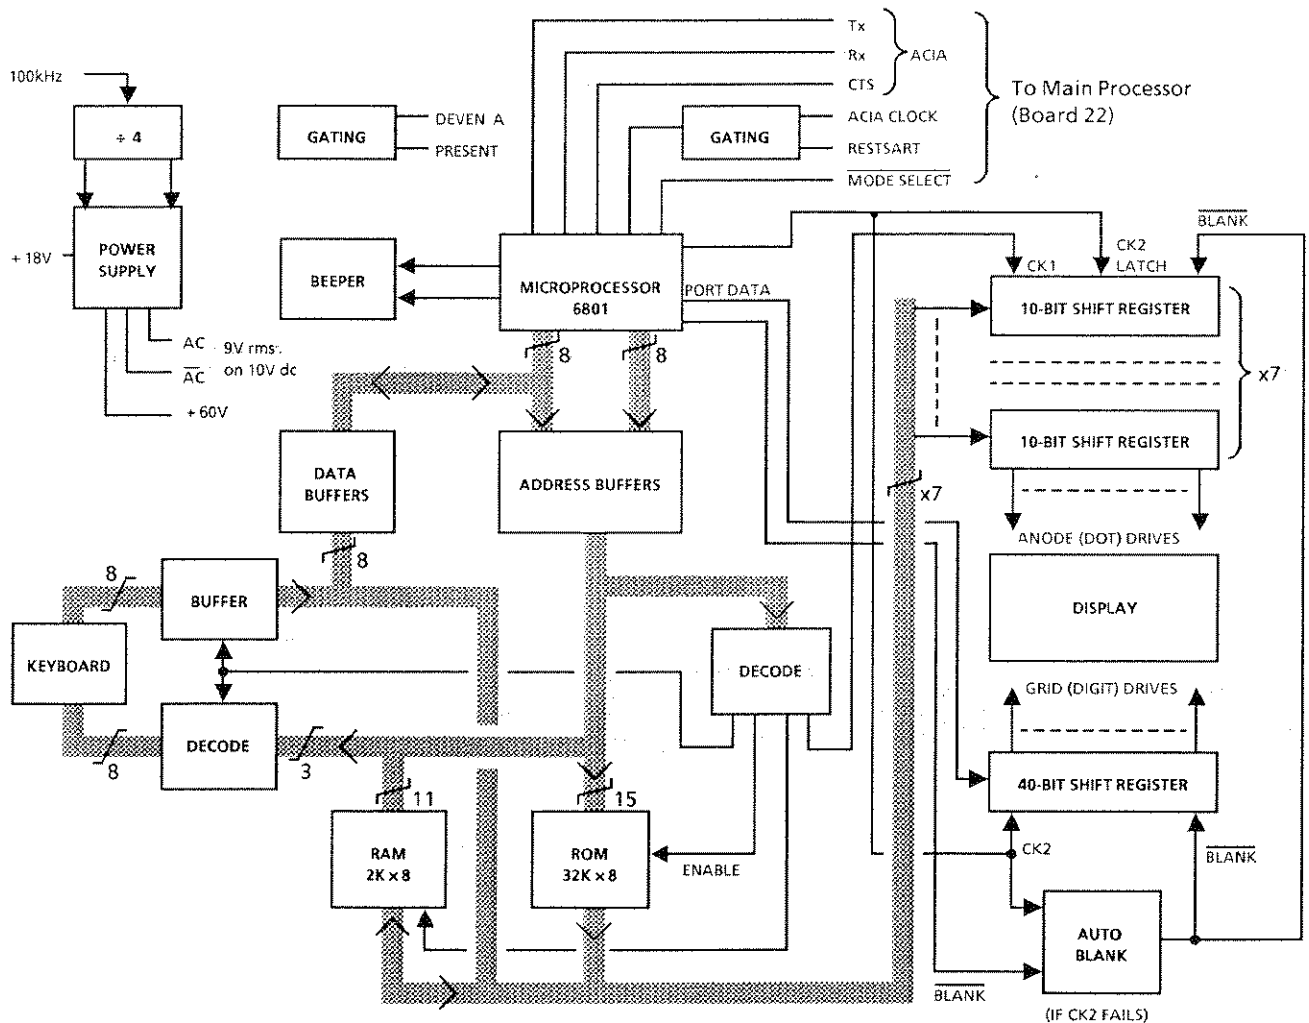 Tx
Rx
CTS
ACIA
To Main Processor
(Board 22)
100kHz
÷ 4
GATING
DEVEN A
PRESENT
GATING
ACIA CLOCK
RESTSART
MODE SELECT
+ 18V
POWER
SUPPLY
BEEPER
MICROPROCESSOR
6801
PORT DATA
CK1
CK2
LATCH
BLANK
10-BIT SHIFT REGISTER
x7
10-BIT SHIFT REGISTER
AC
AC
9V rms
on 10V dc
+ 60V
8
8
DATA
BUFFERS
ADDRESS BUFFERS
x7
ANODE (DOT) DRIVES
8
8
BUFFER
KEYBOARD
DECODE
DISPLAY
DECODE
GRID (DIGIT) DRIVES
8
3
11
15
40-BIT SHIFT REGISTER
RAM
2K x 8
ROM
32K x 8
ENABLE
CK2
BLANK
AUTO
BLANK
BLANK
(IF CK2 FAILS)